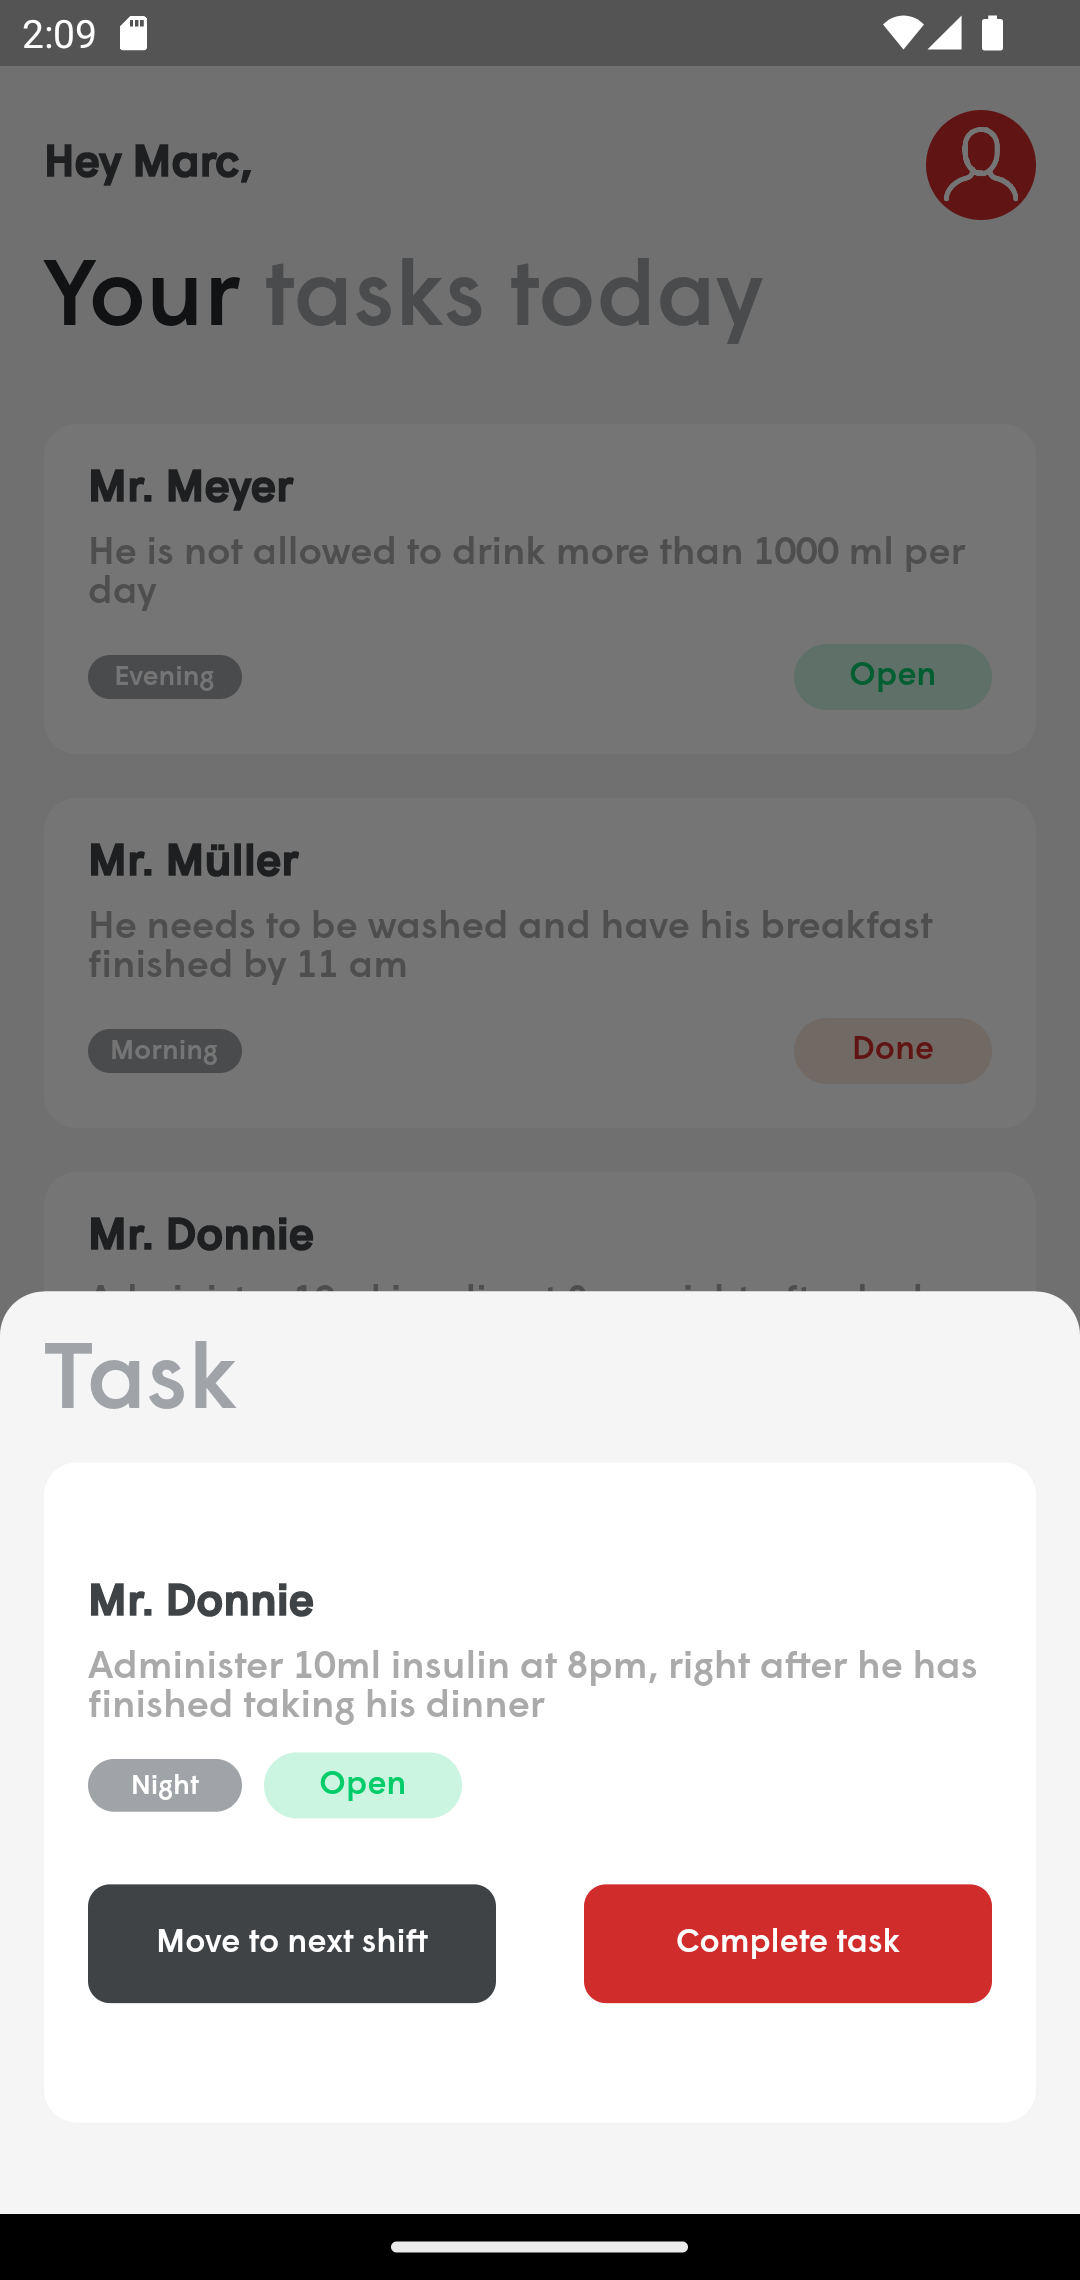 2:09
Hey Marc,
Your tasks today
Mr. Meyer
He is not allowed to drink more than 1000 ml per
day
Evening
Open
Mr. Müller
He needs to be washed and have his breakfast
finished by 11 am
Morning
Done
Mr. Donnie
Task
Mr. Donnie
Administer 10ml insulin at 8pm, right after he has
finished taking his dinner
Night
Open
Move to next shift
Complete task